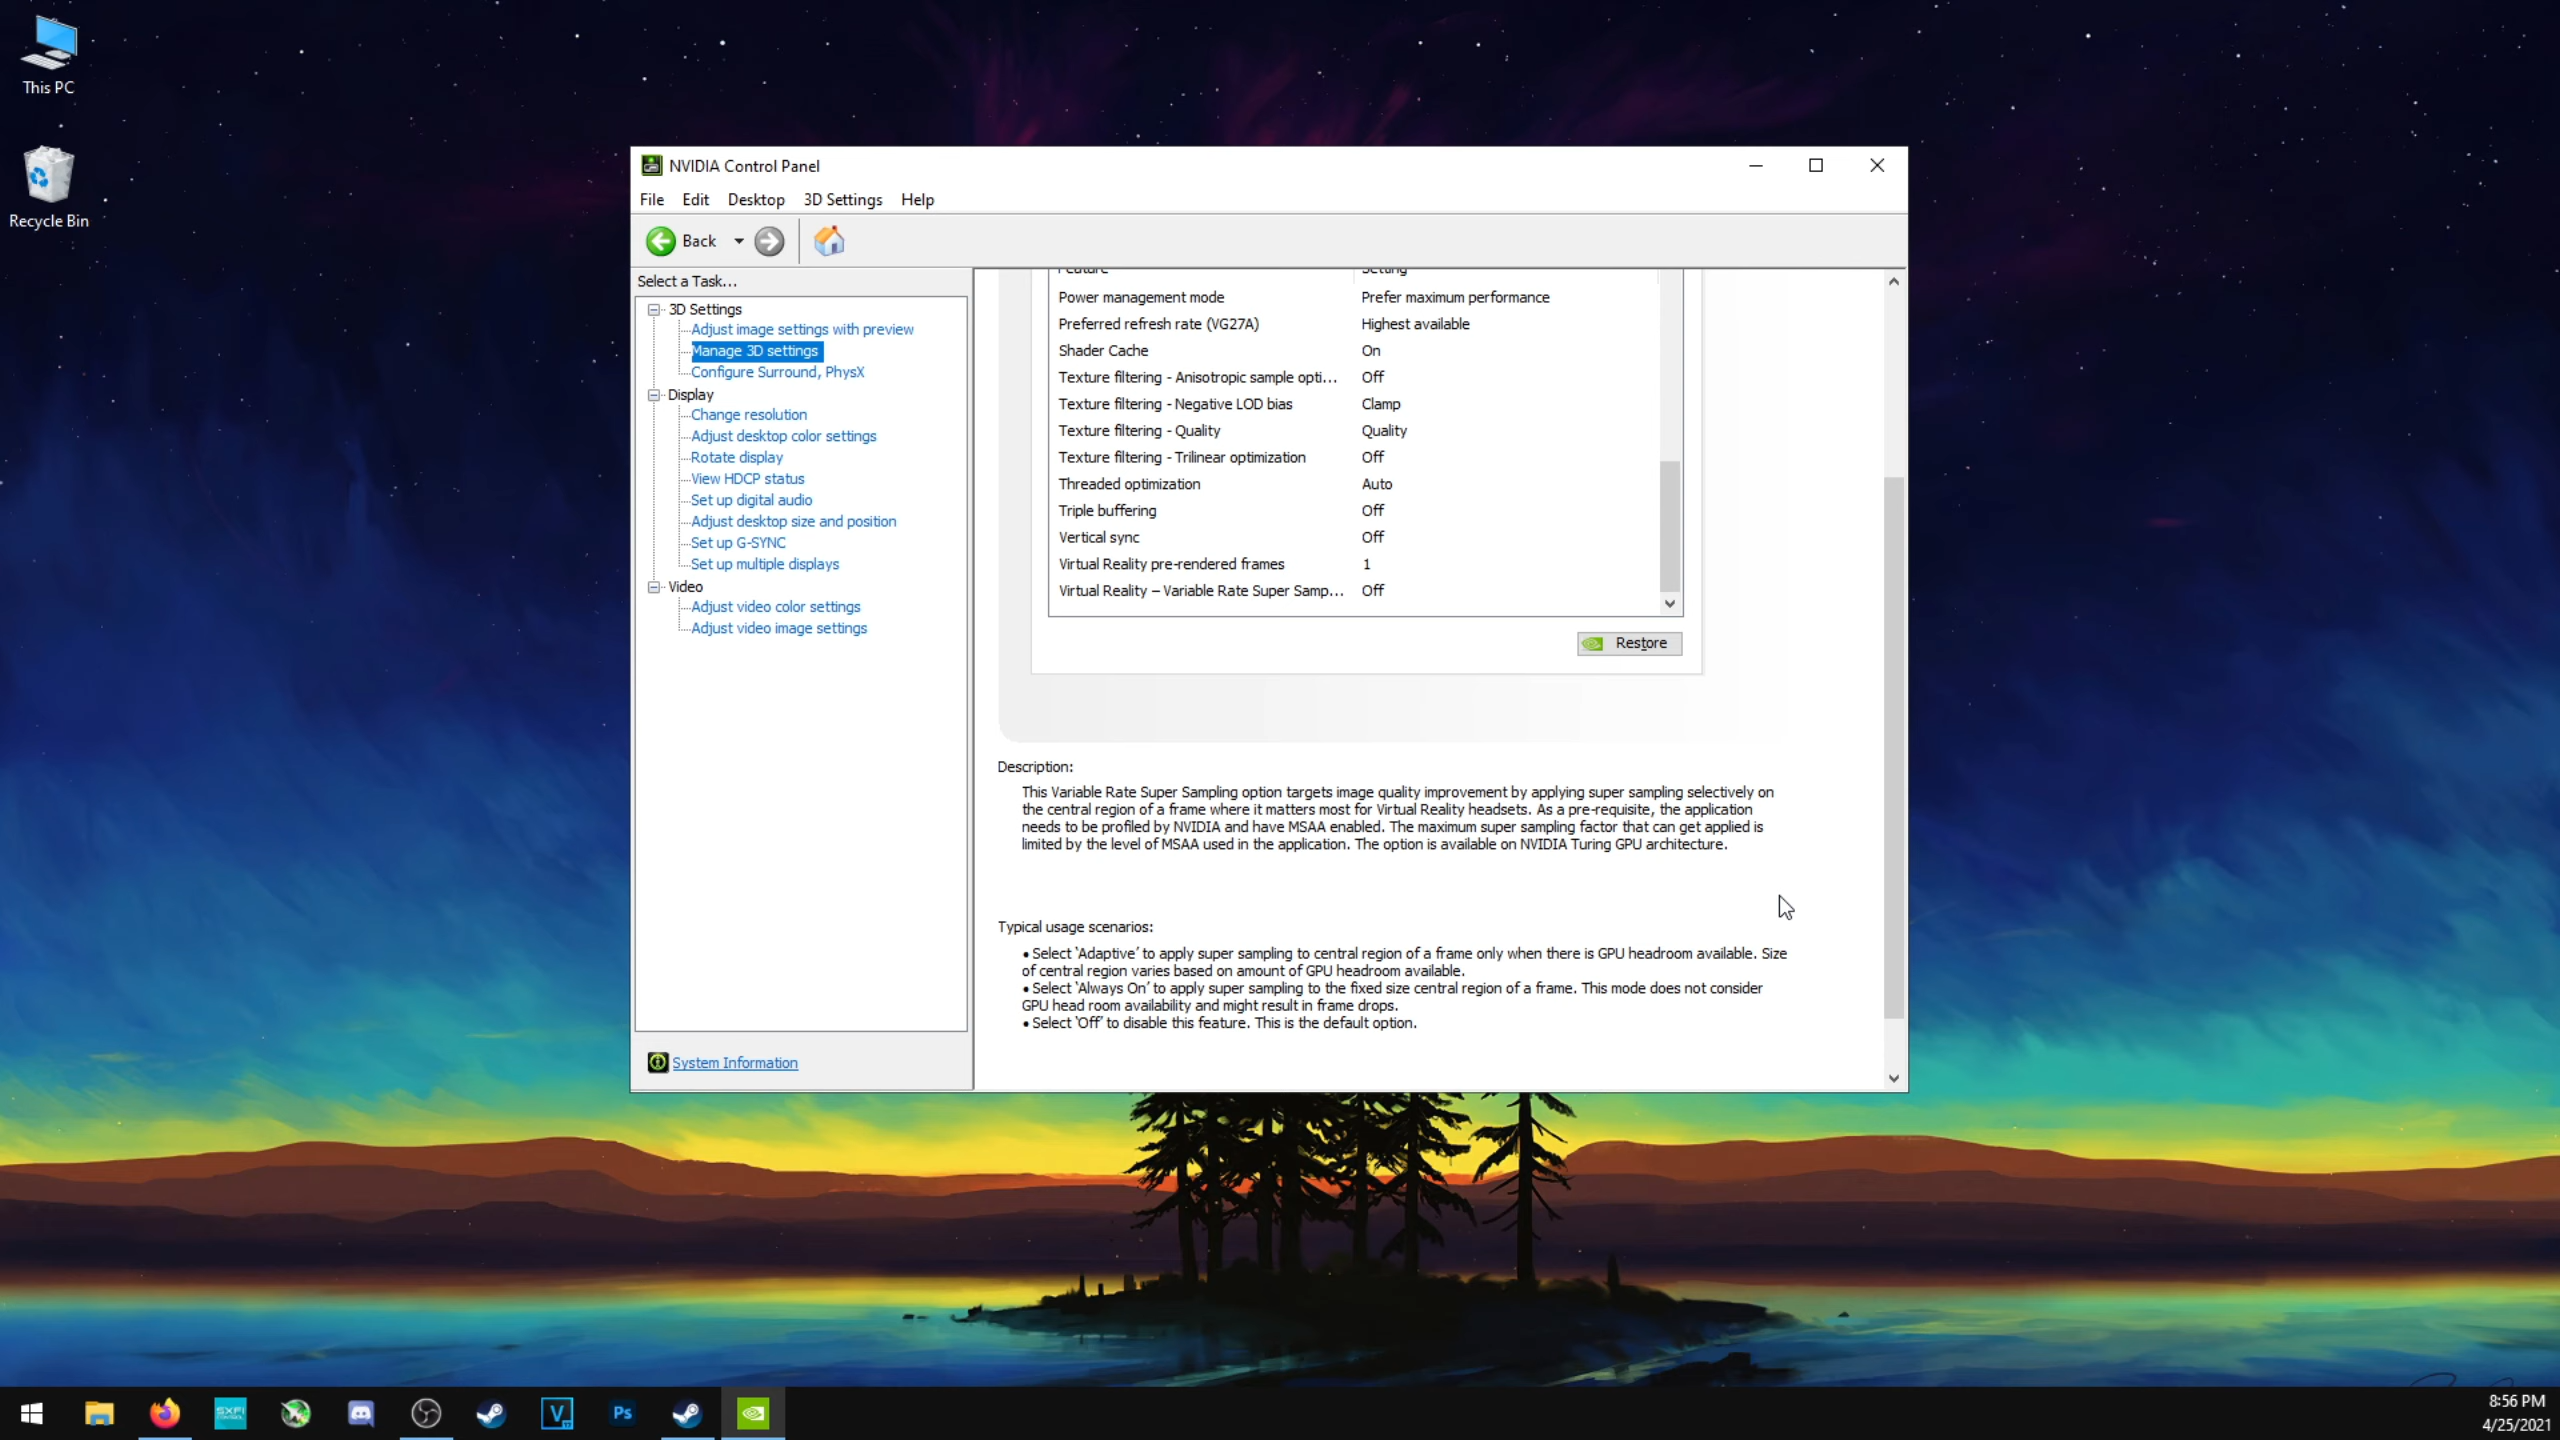 This PC
Recycle Bin
NVIDIA Control Panel
File Edit Desktop 3D Settings Help
Back
Select a Task...
3D Settings
Adjust image settings with preview
Manage 3D settings
Configure Surround, PhysX
Display
Change resolution
Adjust desktop color settings
Rotate display
View HDCP status
Set up digital audio
Adjust desktop size and position
Set up G-SYNC
Set up multiple displays
Video
Adjust video color settings
Adjust video image settings
System Information
Feature Setting
Power management mode Prefer maximum performance
Preferred refresh rate (VG27A) Highest available
Shader Cache On
Texture filtering - Anisotropic sample opti... Off
Texture filtering - Negative LOD bias Clamp
Texture filtering - Quality Quality
Texture filtering - Trilinear optimization Off
Threaded optimization Auto
Triple buffering Off
Vertical sync Off
Virtual Reality pre-rendered frames 1
Virtual Reality – Variable Rate Super Samp... Off
Restore
Description:
This Variable Rate Super Sampling option targets image quality improvement by applying super sampling selectively on
the central region of a frame where it matters most for Virtual Reality headsets. As a pre-requisite, the application
needs to be profiled by NVIDIA and have MSAA enabled. The maximum super sampling factor that can get applied is
limited by the level of MSAA used in the application. The option is available on NVIDIA Turing GPU architecture.
Typical usage scenarios:
• Select 'Adaptive' to apply super sampling to central region of a frame only when there is GPU headroom available. Size
of central region varies based on amount of GPU headroom available.
• Select 'Always On' to apply super sampling to the fixed size central region of a frame. This mode does not consider
GPU head room availability and might result in frame drops.
• Select 'Off' to disable this feature. This is the default option.
SXFI
CONTROL
V
17
Ps
8:56 PM
4/25/2021